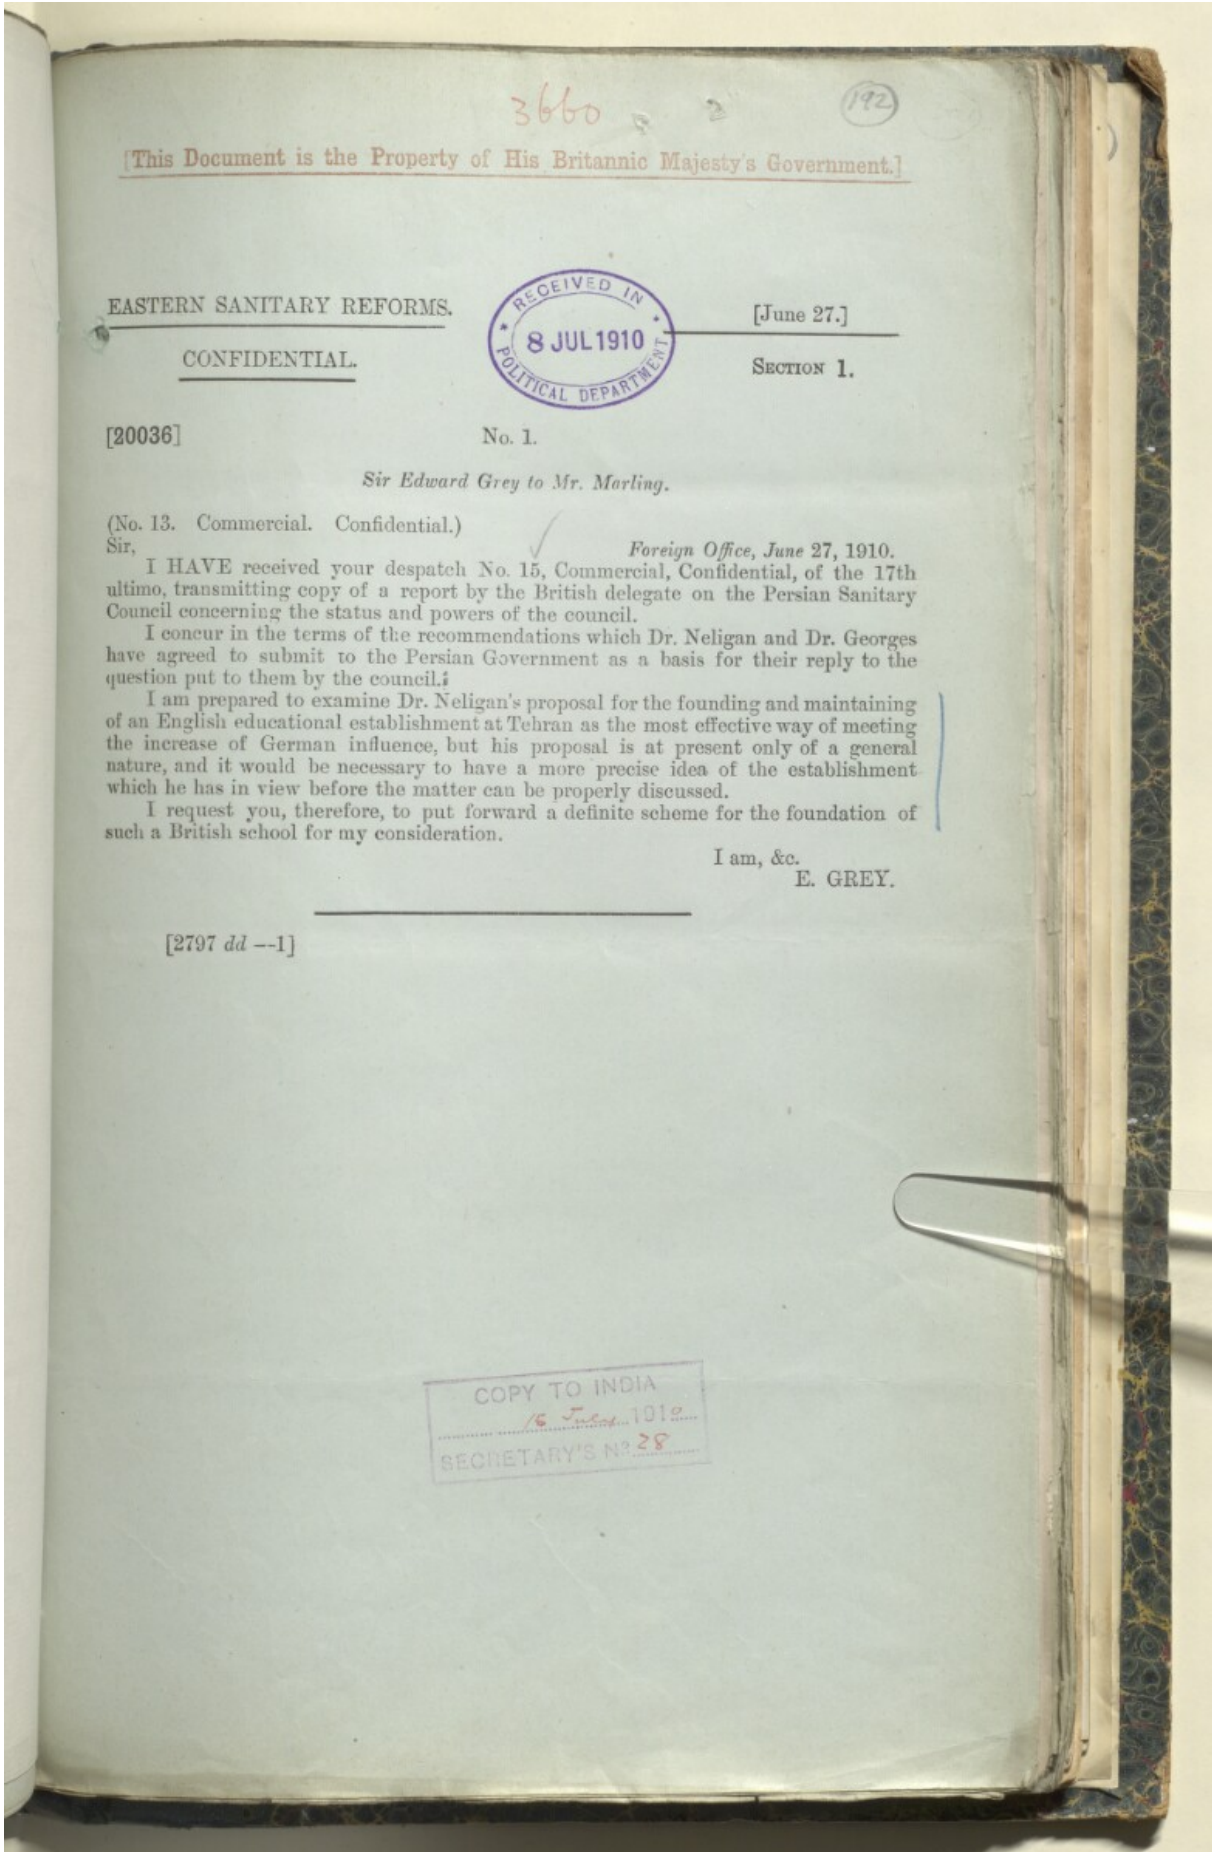 3660
192
[This Document is the Property of His Britannic Majesty's Government.]
EASTERN SANITARY REFORMS.
RECEIVED IN
8 JUL 1910
POLITICAL DEPARTMENT
[June 27.]
CONFIDENTIAL.
SECTION 1.
[20036]
No. 1.
Sir Edward Grey to Mr. Marling.
(No. 13. Commercial. Confidential.)
Sir,
Foreign Office, June 27, 1910.
I HAVE received your despatch No. 15, Commercial, Confidential, of the 17th
ultimo, transmitting copy of a report by the British delegate on the Persian Sanitary
Council concerning the status and powers of the council.
I concur in the terms of the recommendations which Dr. Neligan and Dr. Georges
have agreed to submit to the Persian Government as a basis for their reply to the
question put to them by the council.
I am prepared to examine Dr. Neligan's proposal for the founding and maintaining
of an English educational establishment at Tehran as the most effective way of meeting
the increase of German influence, but his proposal is at present only of a general
nature, and it would be necessary to have a more precise idea of the establishment
which he has in view before the matter can be properly discussed.
I request you, therefore, to put forward a definite scheme for the foundation of
such a British school for my consideration.
I am, &c.
E. GREY.
[2797 dd—1]
COPY TO INDIA
15 July 1910
SECRETARY'S No 28